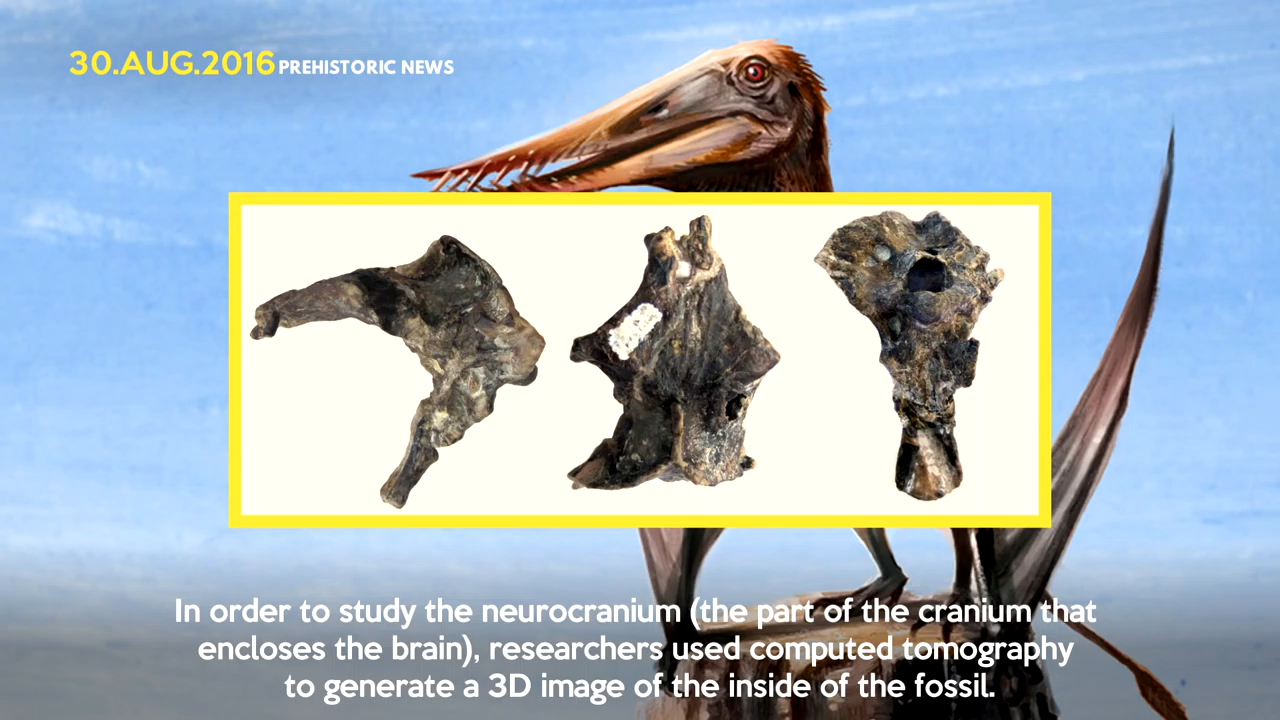 30.AUG.2016 PREHISTORIC NEWS
In order to study the neurocranium (the part of the cranium that
encloses the brain), researchers used computed tomography
to generate a 3D image of the inside of the fossil.